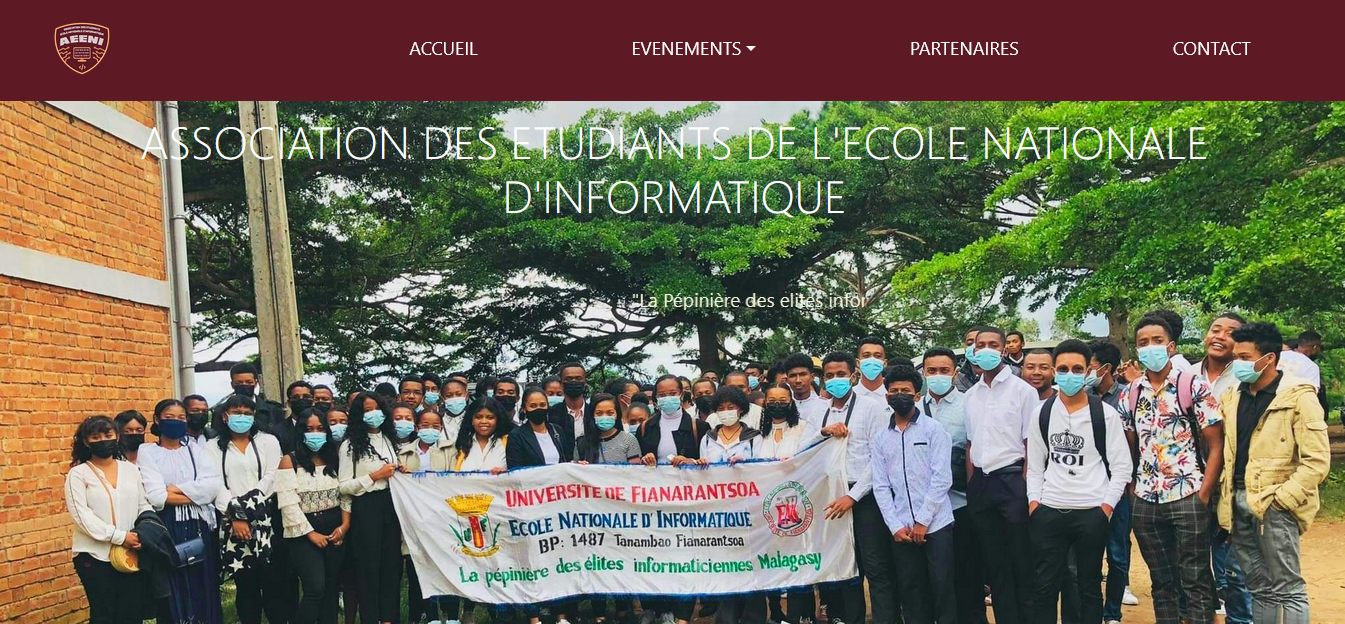 AEENI
ACCUEIL
EVENEMENTS
PARTENAIRES
CONTACT
ASSOCIATION DES ETUDIANTS DE L'ECOLE NATIONALE
D'INFORMATIQUE
"La Pépinière des elites infor
UNIVERSITE DE FIANARANTSOA
ECOLE NATIONALE D'INFORMATIQUE
BP: 1487 Tanambao Fianarantsoa
La pépinière des élites informaticiennes Malagasy
ROI